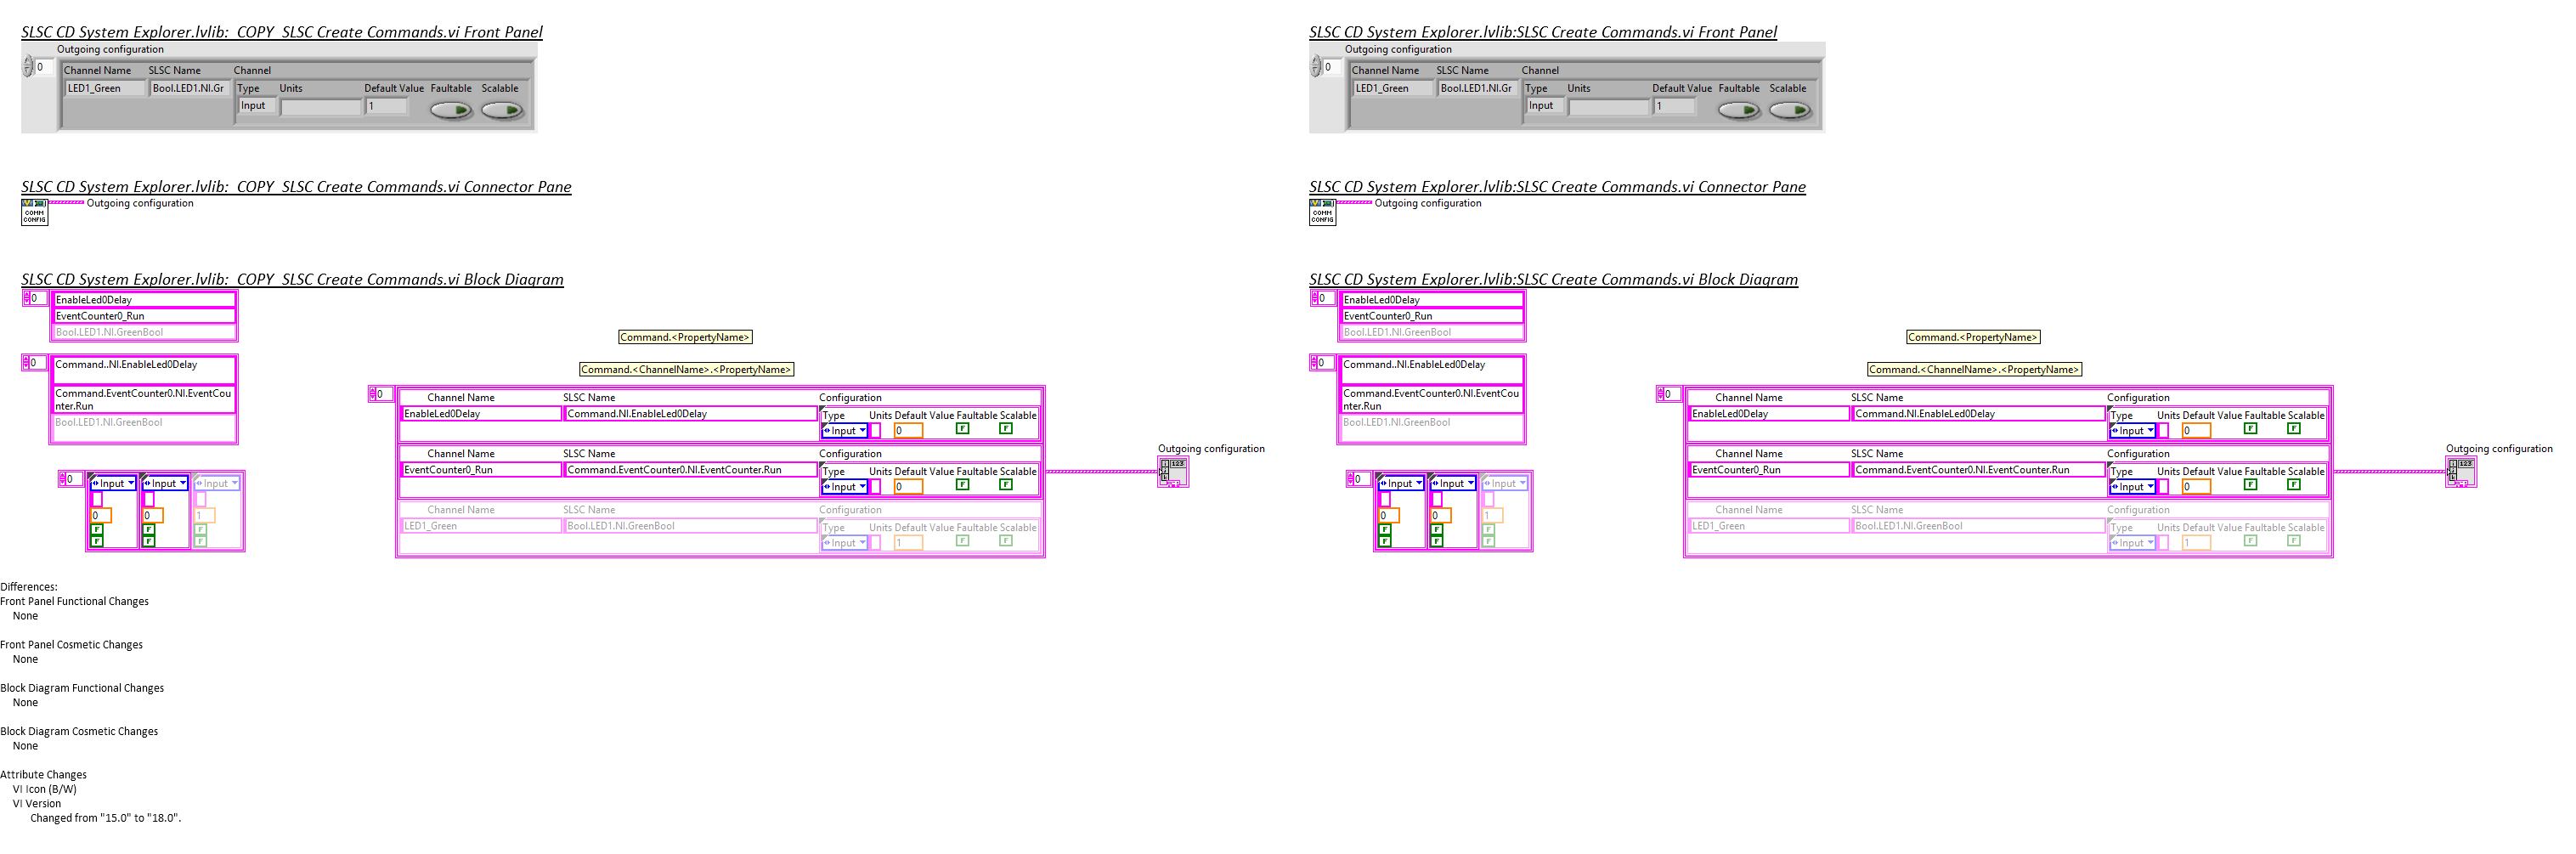 SLSC CD System Explorer.lvlib:_COPY_SLSC Create Commands.vi Front Panel
Outgoing configuration
0
Channel Name SLSC Name Channel
LED1_Green Bool.LED1.NI.Gr Type Units Default Value Faultable Scalable
Input 1
SLSC CD System Explorer.lvlib:_COPY_SLSC Create Commands.vi Connector Pane
COMM
CONFIG
Outgoing configuration
SLSC CD System Explorer.lvlib:_COPY_SLSC Create Commands.vi Block Diagram
0
EnableLed0Delay
EventCounter0_Run
Bool.LED1.NI.GreenBool
Command.<PropertyName>
0
Command..NI.EnableLed0Delay
Command.EventCounter0.NI.EventCou
nter.Run
Bool.LED1.NI.GreenBool
Command.<ChannelName>.<PropertyName>
0
Channel Name SLSC Name Configuration
EnableLed0Delay Command.NI.EnableLed0Delay Type Units Default Value Faultable Scalable
Input 0 F F
Channel Name SLSC Name Configuration
EventCounter0_Run Command.EventCounter0.NI.EventCounter.Run Type Units Default Value Faultable Scalable
Input 0 F F
Channel Name SLSC Name Configuration
LED1_Green Bool.LED1.NI.GreenBool Type Units Default Value Faultable Scalable
Input 1 F F
Outgoing configuration
123
0
Input Input Input
0 0 1
F F F
F F F
Differences:
Front Panel Functional Changes
None
Front Panel Cosmetic Changes
None
Block Diagram Functional Changes
None
Block Diagram Cosmetic Changes
None
Attribute Changes
VI Icon (B/W)
VI Version
Changed from "15.0" to "18.0".
SLSC CD System Explorer.lvlib:SLSC Create Commands.vi Front Panel
Outgoing configuration
0
Channel Name SLSC Name Channel
LED1_Green Bool.LED1.NI.Gr Type Units Default Value Faultable Scalable
Input 1
SLSC CD System Explorer.lvlib:SLSC Create Commands.vi Connector Pane
COMM
CONFIG
Outgoing configuration
SLSC CD System Explorer.lvlib:SLSC Create Commands.vi Block Diagram
0
EnableLed0Delay
EventCounter0_Run
Bool.LED1.NI.GreenBool
Command.<PropertyName>
0
Command..NI.EnableLed0Delay
Command.EventCounter0.NI.EventCou
nter.Run
Bool.LED1.NI.GreenBool
Command.<ChannelName>.<PropertyName>
0
Channel Name SLSC Name Configuration
EnableLed0Delay Command.NI.EnableLed0Delay Type Units Default Value Faultable Scalable
Input 0 F F
Channel Name SLSC Name Configuration
EventCounter0_Run Command.EventCounter0.NI.EventCounter.Run Type Units Default Value Faultable Scalable
Input 0 F F
Channel Name SLSC Name Configuration
LED1_Green Bool.LED1.NI.GreenBool Type Units Default Value Faultable Scalable
Input 1 F F
Outgoing configuration
123
0
Input Input Input
0 0 1
F F F
F F F